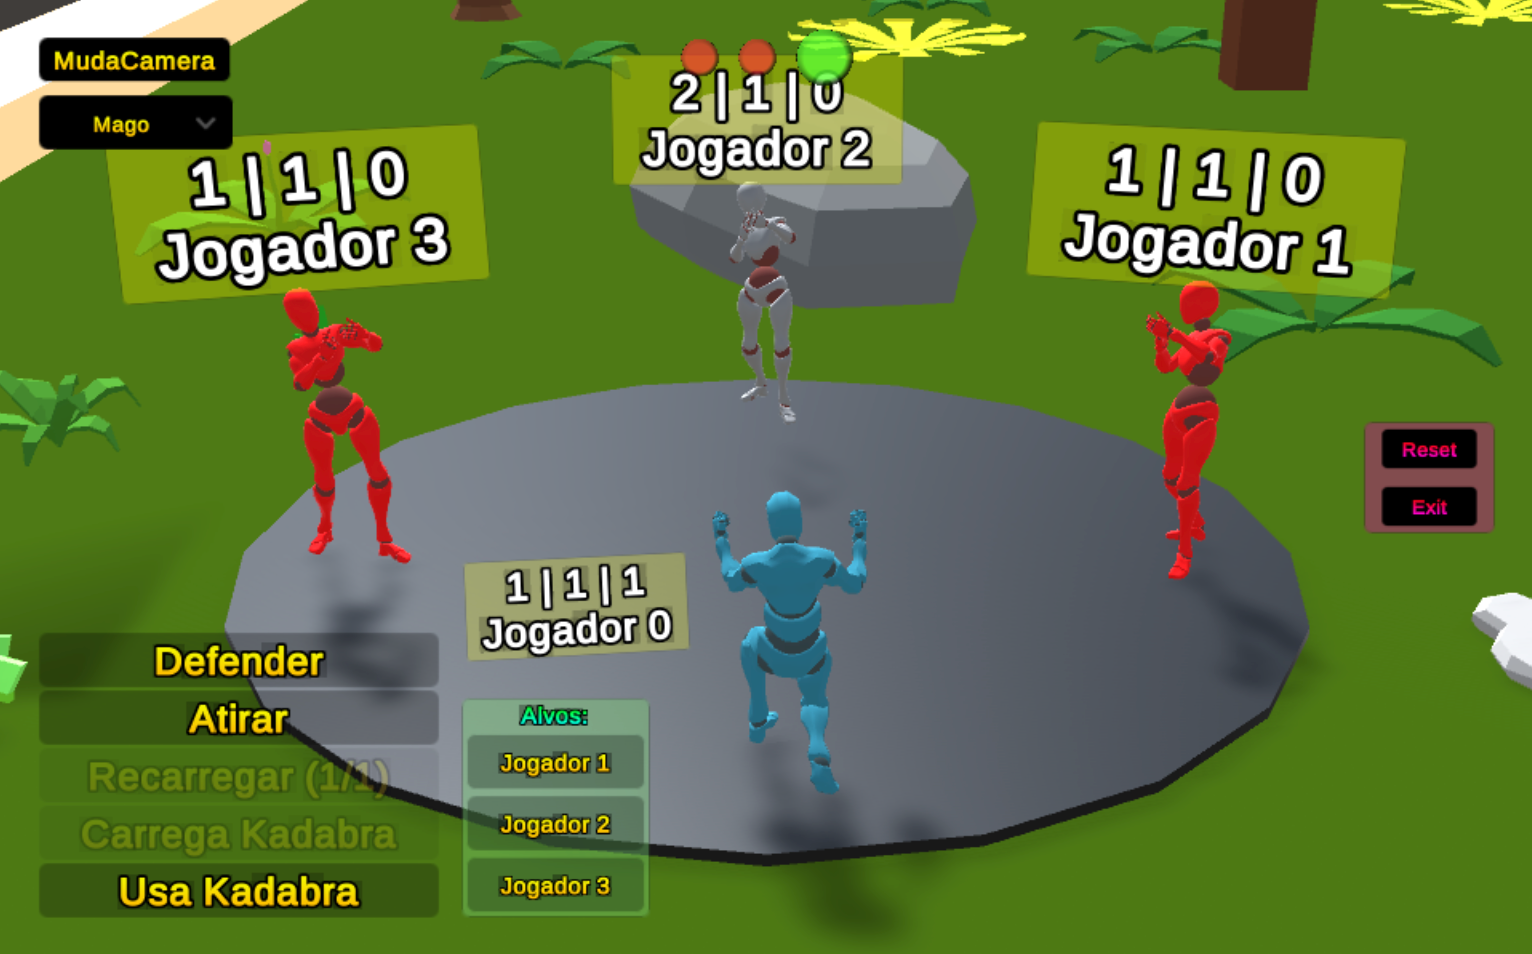 MudaCamera
Mago
2 | 1 | 0
Jogador 2
1 | 1 | 0
Jogador 3
1 | 1 | 0
Jogador 1
Reset
Exit
1 | 1 | 1
Jogador 0
Defender
Atirar
Recarregar (1/1)
Carrega Kadabra
Usa Kadabra
Alvos:
Jogador 1
Jogador 2
Jogador 3